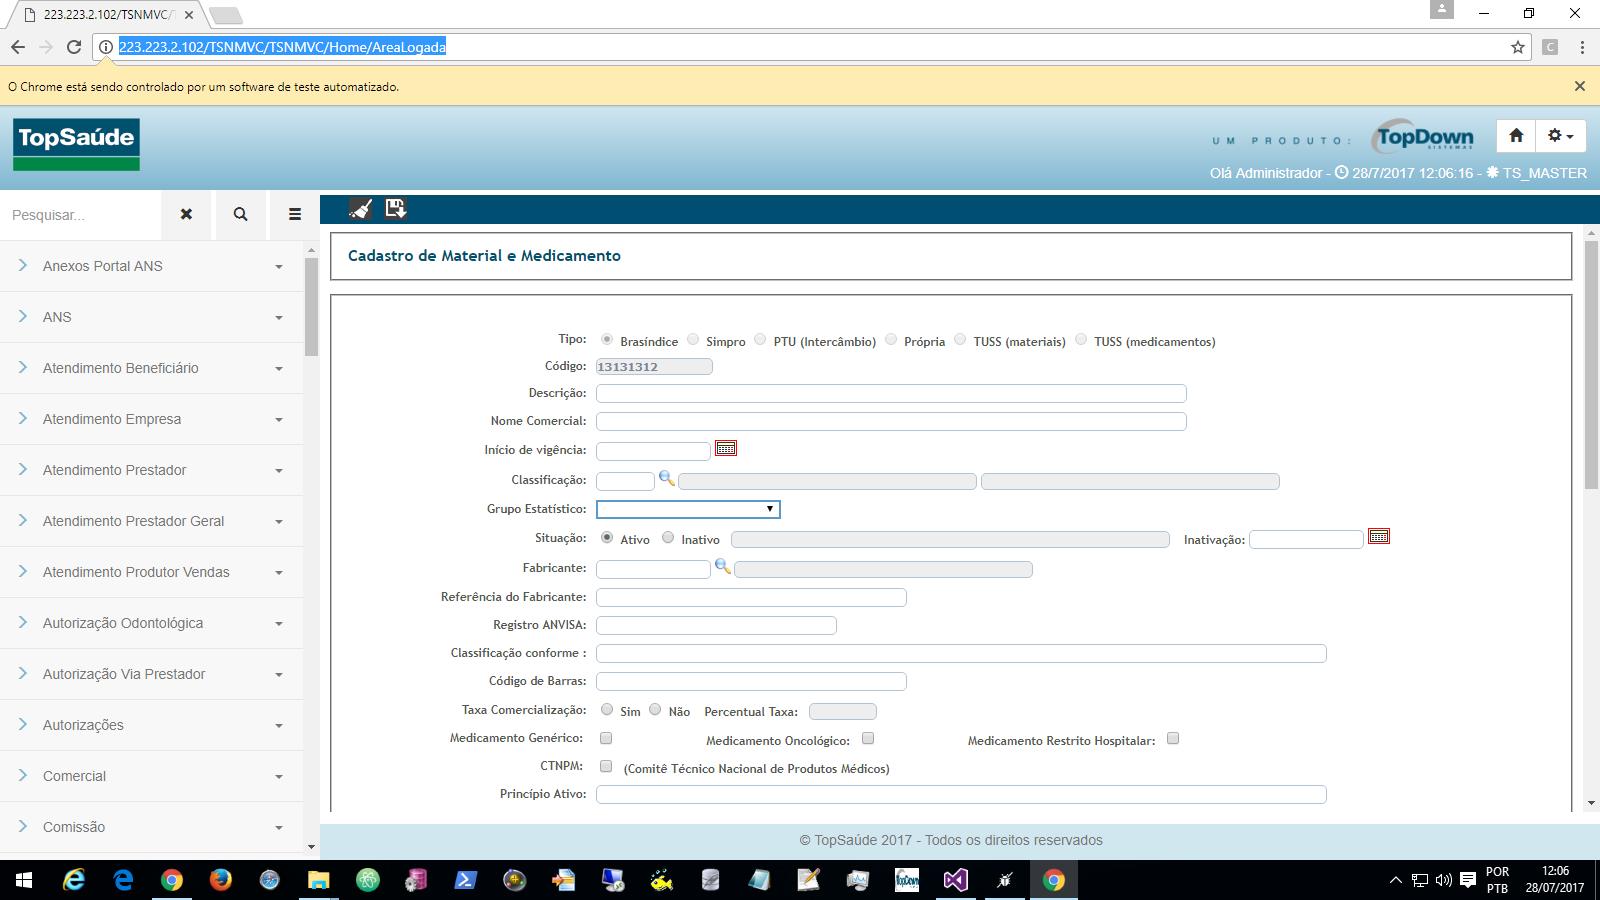 223.223.2.102/TSNMVC/T
223.223.2.102/TSNMVC/TSNMVC/Home/AreaLogada
C
O Chrome está sendo controlado por um software de teste automatizado.
TopSaúde
UM PRODUTO:
TopDown
SISTEMAS
Olá Administrador - 28/7/2017 12:06:16 - TS_MASTER
Pesquisar...
Anexos Portal ANS
ANS
Atendimento Beneficiário
Atendimento Empresa
Atendimento Prestador
Atendimento Prestador Geral
Atendimento Produtor Vendas
Autorização Odontológica
Autorização Via Prestador
Autorizações
Comercial
Comissão
Cadastro de Material e Medicamento
Tipo: Brasíndice Simpro PTU (Intercâmbio) Própria TUSS (materiais) TUSS (medicamentos)
Código: 13131312
Descrição:
Nome Comercial:
Início de vigência:
Classificação:
Grupo Estatístico:
Situação: Ativo Inativo Inativação:
Fabricante:
Referência do Fabricante:
Registro ANVISA:
Classificação conforme :
Código de Barras:
Taxa Comercialização: Sim Não Percentual Taxa:
Medicamento Genérico: Medicamento Oncológico: Medicamento Restrito Hospitalar:
CTNPM: (Comitê Técnico Nacional de Produtos Médicos)
Princípio Ativo:
© TopSaúde 2017 - Todos os direitos reservados
TopDown
POR
PTB
12:06
28/07/2017